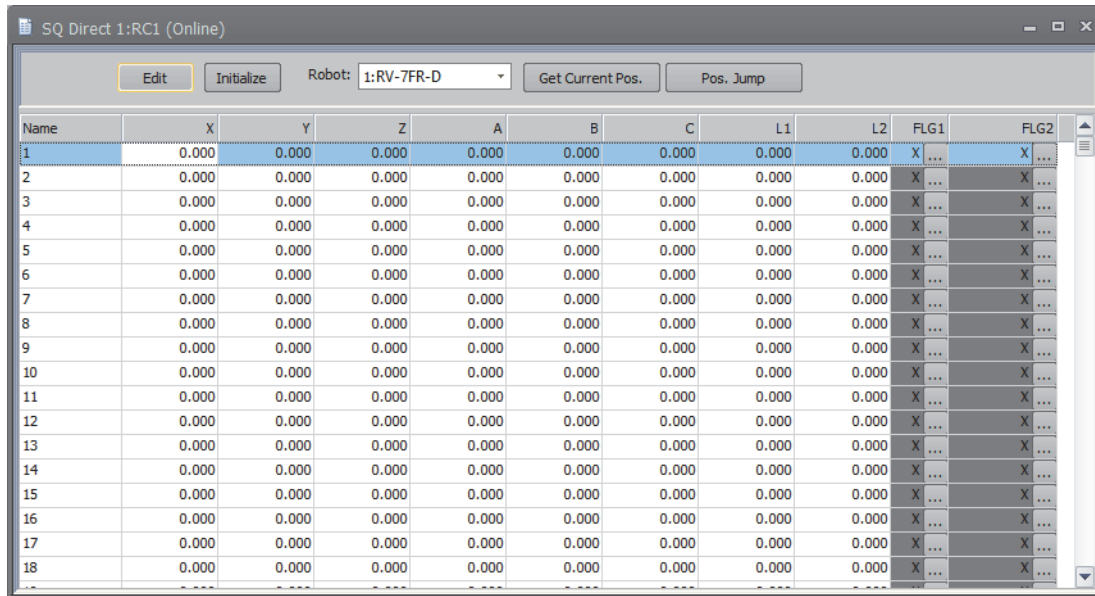 SQ Direct 1:RC1 (Online)
Edit Initialize Robot: 1:RV-7FR-D Get Current Pos. Pos. Jump
Name X Y Z A B C L1 L2 FLG1 FLG2
1 0.000 0.000 0.000 0.000 0.000 0.000 0.000 0.000 X ... X ...
2 0.000 0.000 0.000 0.000 0.000 0.000 0.000 0.000 X ... X ...
3 0.000 0.000 0.000 0.000 0.000 0.000 0.000 0.000 X ... X ...
4 0.000 0.000 0.000 0.000 0.000 0.000 0.000 0.000 X ... X ...
5 0.000 0.000 0.000 0.000 0.000 0.000 0.000 0.000 X ... X ...
6 0.000 0.000 0.000 0.000 0.000 0.000 0.000 0.000 X ... X ...
7 0.000 0.000 0.000 0.000 0.000 0.000 0.000 0.000 X ... X ...
8 0.000 0.000 0.000 0.000 0.000 0.000 0.000 0.000 X ... X ...
9 0.000 0.000 0.000 0.000 0.000 0.000 0.000 0.000 X ... X ...
10 0.000 0.000 0.000 0.000 0.000 0.000 0.000 0.000 X ... X ...
11 0.000 0.000 0.000 0.000 0.000 0.000 0.000 0.000 X ... X ...
12 0.000 0.000 0.000 0.000 0.000 0.000 0.000 0.000 X ... X ...
13 0.000 0.000 0.000 0.000 0.000 0.000 0.000 0.000 X ... X ...
14 0.000 0.000 0.000 0.000 0.000 0.000 0.000 0.000 X ... X ...
15 0.000 0.000 0.000 0.000 0.000 0.000 0.000 0.000 X ... X ...
16 0.000 0.000 0.000 0.000 0.000 0.000 0.000 0.000 X ... X ...
17 0.000 0.000 0.000 0.000 0.000 0.000 0.000 0.000 X ... X ...
18 0.000 0.000 0.000 0.000 0.000 0.000 0.000 0.000 X ... X ...